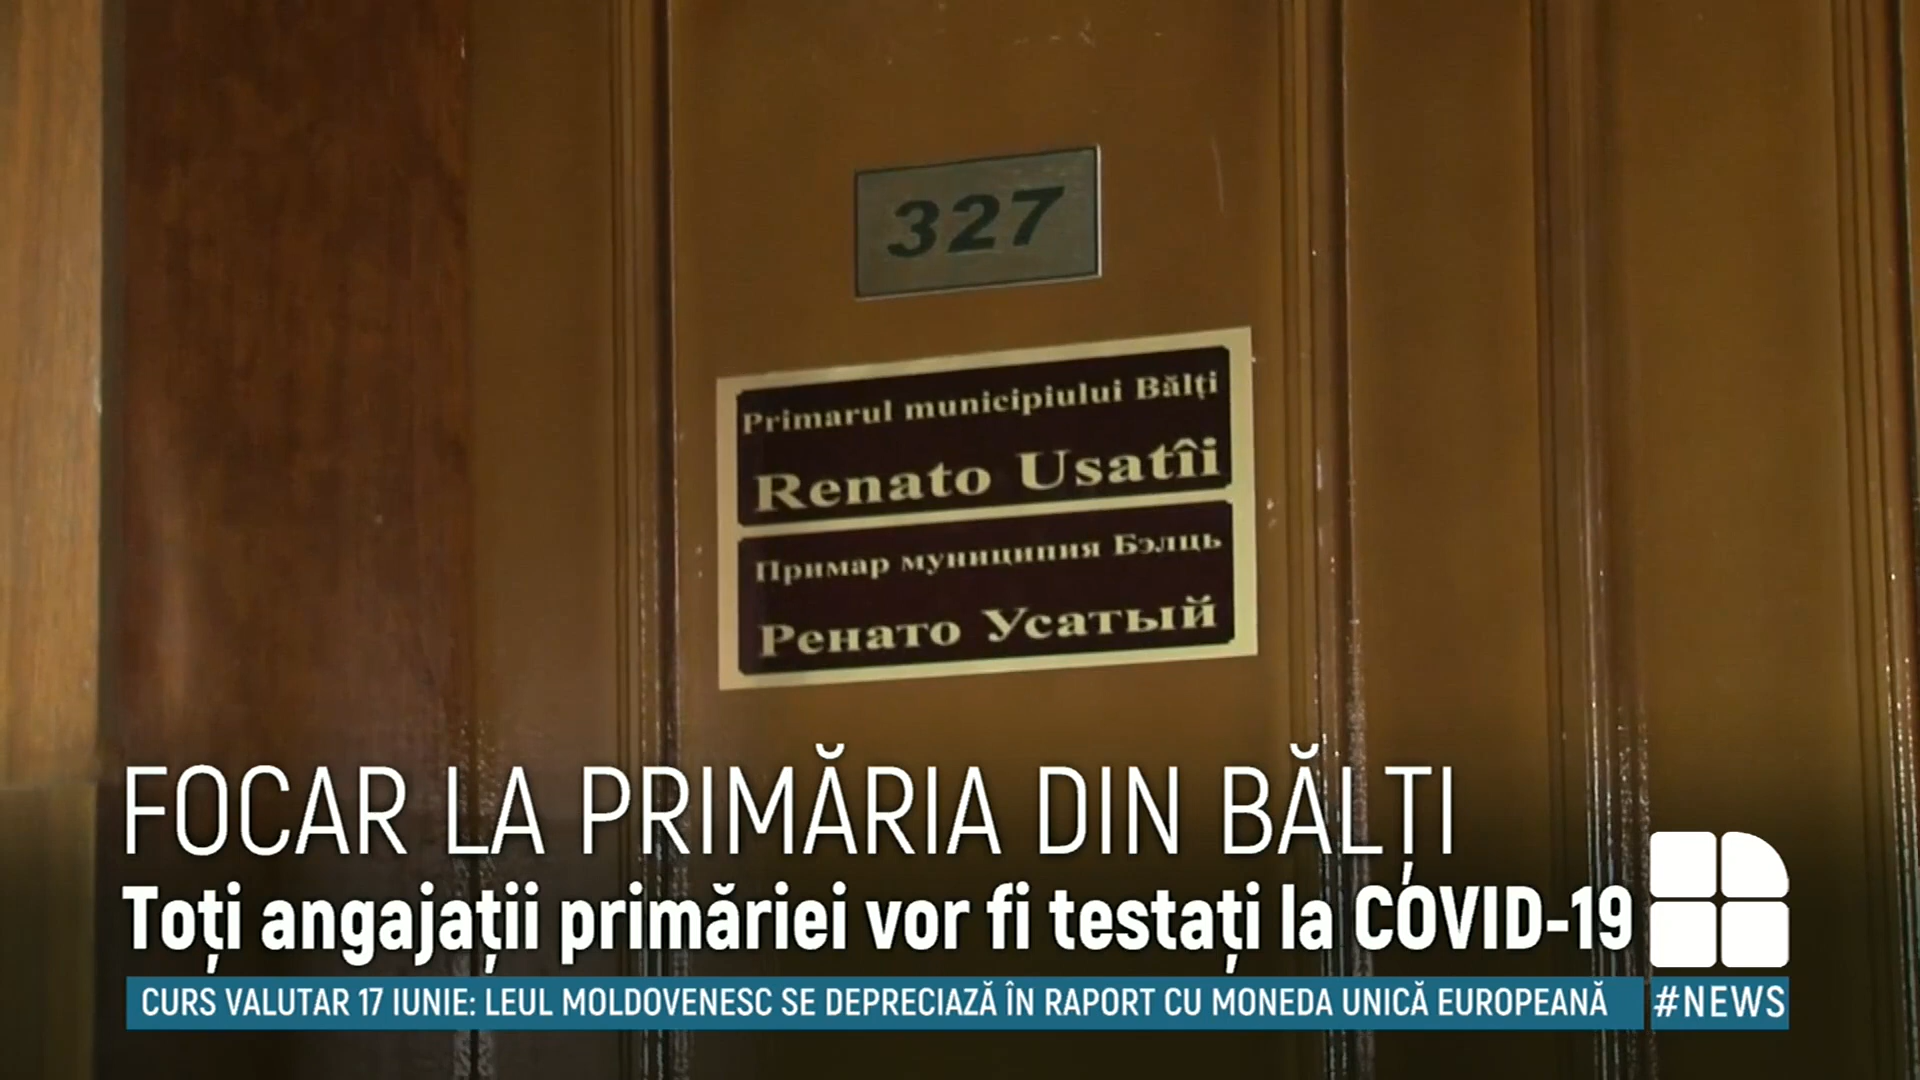 327
Primarul municipiului Bălți
Renato Usatîi
Примар муниципия Бэлць
Ренато Усатый
FOCAR LA PRIMĂRIA DIN BĂLȚI
Toți angajații primăriei vor fi testați la COVID-19
CURS VALUTAR 17 IUNIE: LEUL MOLDOVENESC SE DEPRECIAZĂ ÎN RAPORT CU MONEDA UNICĂ EUROPEANĂ
#NEWS